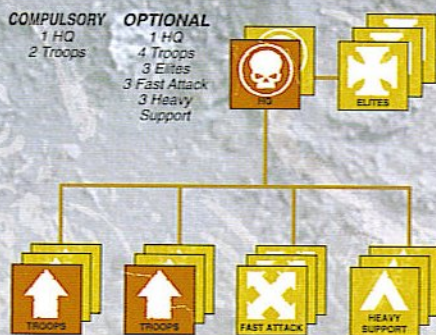 COMPULSORY
1 HQ
2 Troops
OPTIONAL
1 HQ
4 Troops
3 Elites
3 Fast Attack
3 Heavy
Support
HQ
ELITES
TROOPS
TROOPS
FAST ATTACK
HEAVY
SUPPORT